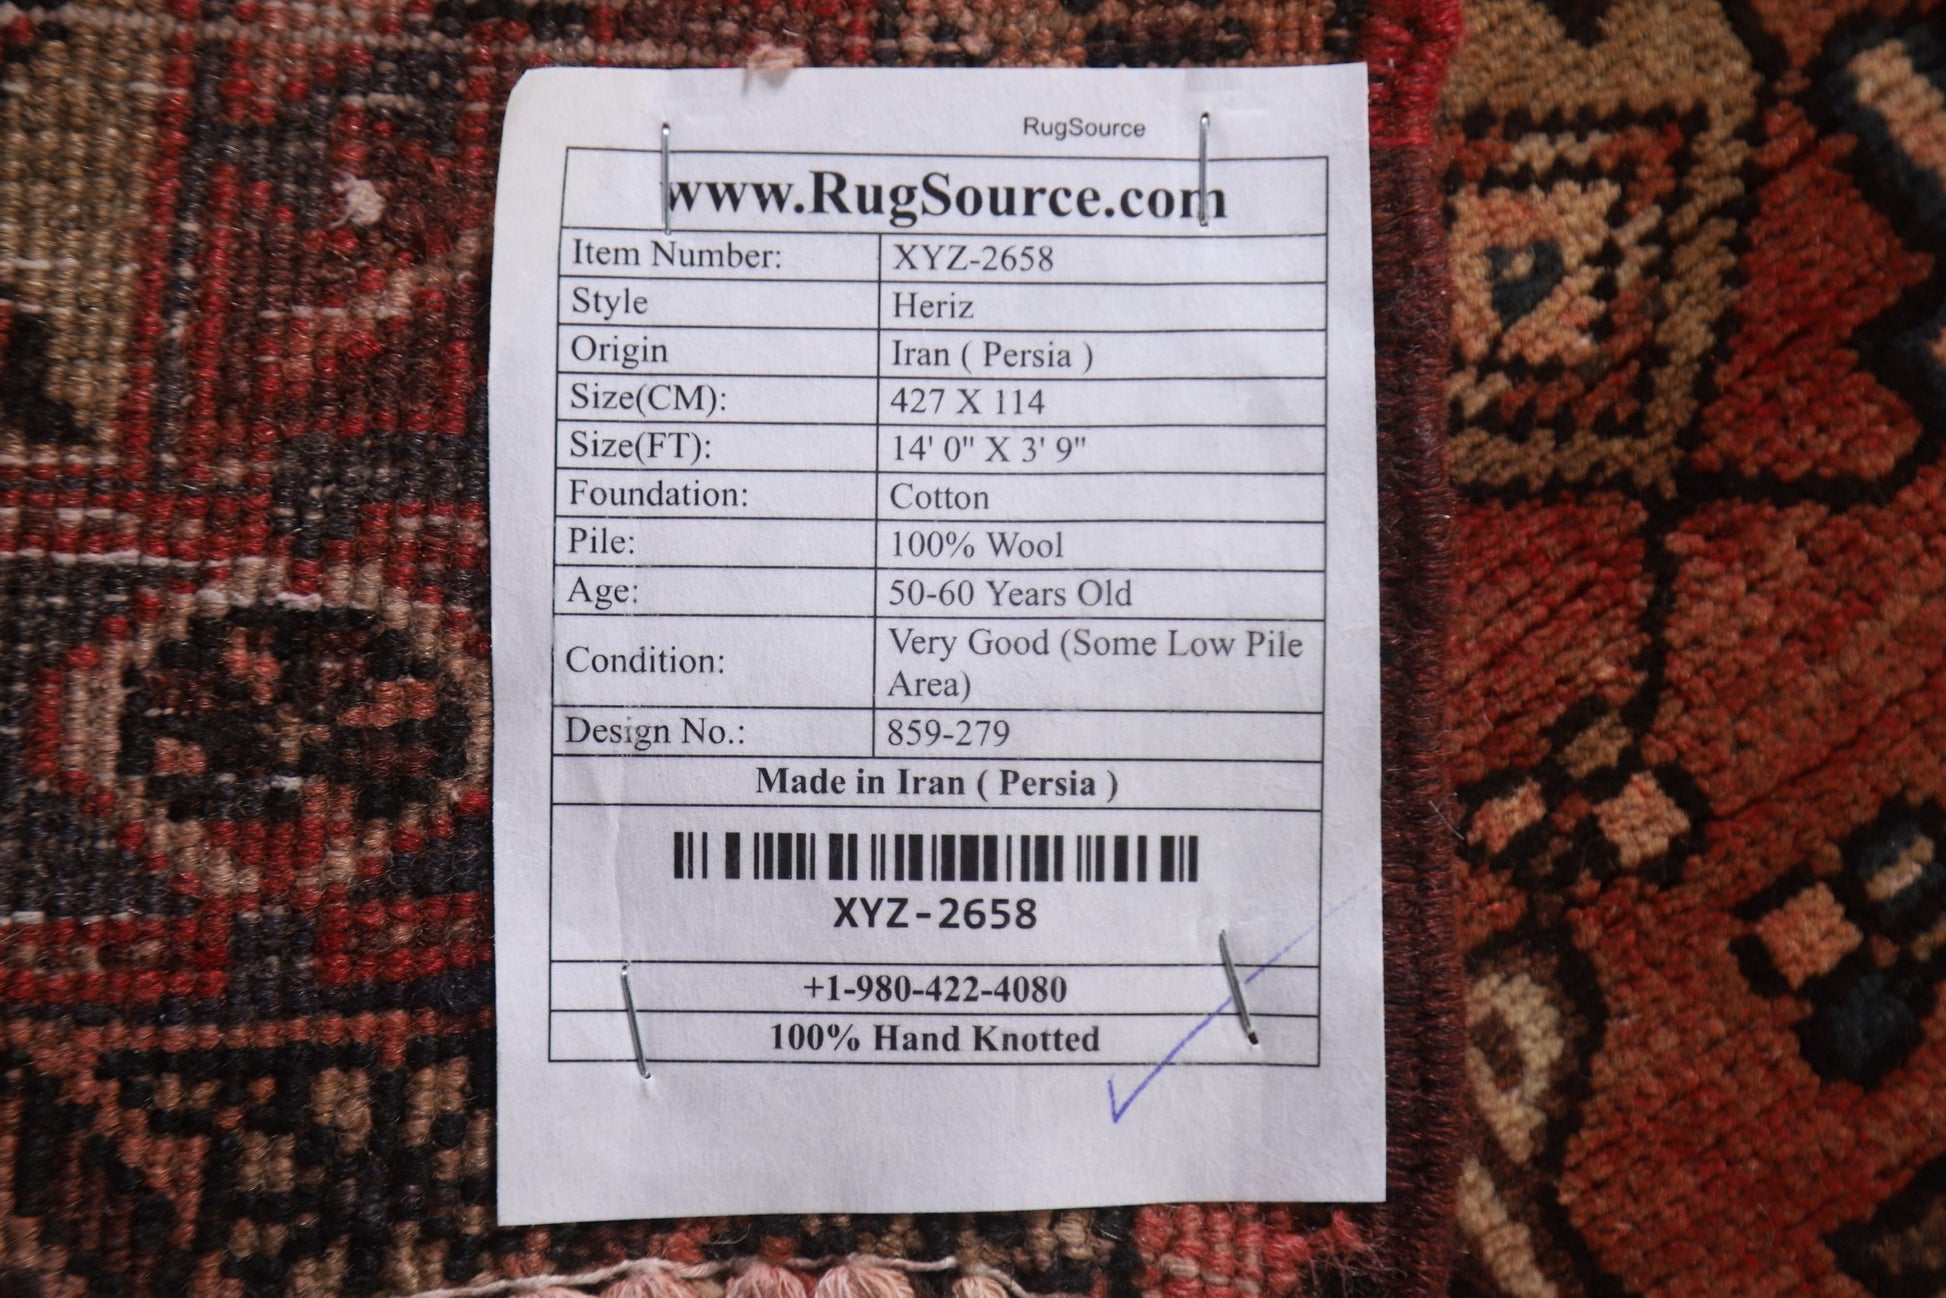 RugSource
www.RugSource.com
Item Number: XYZ-2658
Style Heriz
Origin Iran ( Persia )
Size(CM): 427 X 114
Size(FT): 14' 0" X 3' 9"
Foundation: Cotton
Pile: 100% Wool
Age: 50-60 Years Old
Condition: Very Good (Some Low Pile
Area)
Design No.: 859-279
Made in Iran ( Persia )
XYZ-2658
+1-980-422-4080
100% Hand Knotted